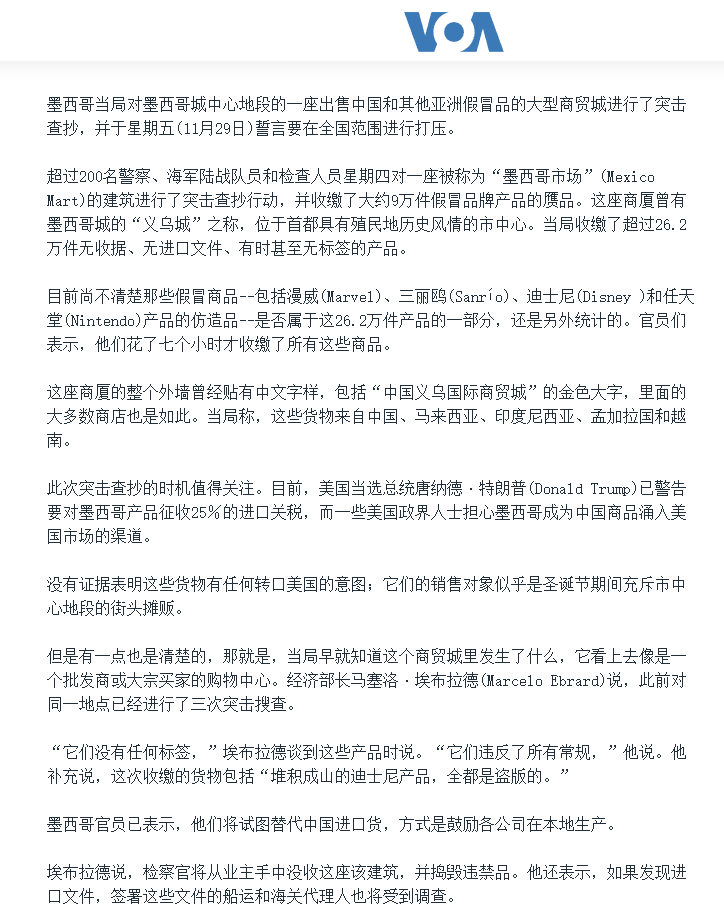 VOA
墨西哥当局对墨西哥城中心地段的一座出售中国和其他亚洲假冒品的大型商贸城进行了突击
查抄，并于星期五(11月29日)誓言要在全国范围进行打压。
超过200名警察、海军陆战队员和检查人员星期四对一座被称为“墨西哥市场”(Mexico
Mart)的建筑进行了突击查抄行动，并收缴了大约9万件假冒品牌产品的赝品。这座商厦曾有
墨西哥城的“义乌城”之称，位于首都具有殖民地历史风情的市中心。当局收缴了超过26.2
万件无收据、无进口文件、有时甚至无标签的产品。
目前尚不清楚那些假冒商品--包括漫威(Marvel)、三丽鸥(Sanrío)、迪士尼(Disney )和任天
堂(Nintendo)产品的仿造品--是否属于这26.2万件产品的一部分，还是另外统计的。官员们
表示，他们花了七个小时才收缴了所有这些商品。
这座商厦的整个外墙曾经贴有中文字样，包括“中国义乌国际商贸城”的金色大字，里面的
大多数商店也是如此。当局称，这些货物来自中国、马来西亚、印度尼西亚、孟加拉国和越
南。
此次突击查抄的时机值得关注。目前，美国当选总统唐纳德·特朗普(Donald Trump)已警告
要对墨西哥产品征收25%的进口关税，而一些美国政界人士担心墨西哥成为中国商品涌入美
国市场的渠道。
没有证据表明这些货物有任何转口美国的意图；它们的销售对象似乎是圣诞节期间充斥市中
心地段的街头摊贩。
但是有一点也是清楚的，那就是，当局早就知道这个商贸城里发生了什么，它看上去像是一
个批发商或大宗买家的购物中心。经济部长马塞洛·埃布拉德(Marcelo Ebrard)说，此前对
同一地点已经进行了三次突击搜查。
“它们没有任何标签，”埃布拉德谈到这些产品时说。“它们违反了所有常规，”他说。他
补充说，这次收缴的货物包括“堆积成山的迪士尼产品，全都是盗版的。”
墨西哥官员已表示，他们将试图替代中国进口货，方式是鼓励各公司在本地生产。
埃布拉德说，检察官将从业主手中没收这座该建筑，并捣毁违禁品。他还表示，如果发现进
口文件，签署这些文件的船运和海关代理人也将受到调查。